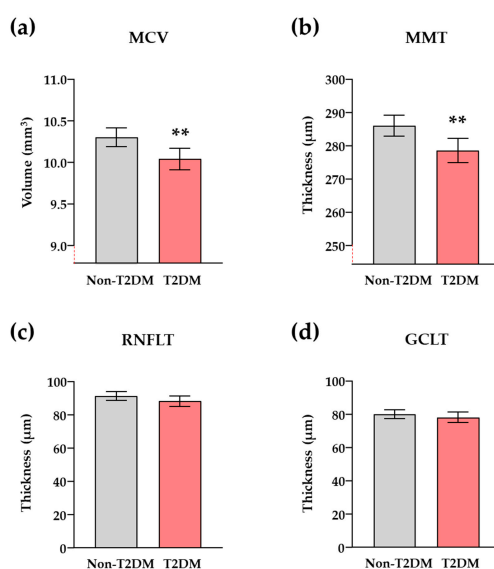 (a)
MCV
Volume (mm³)
11.0
10.5
10.0
9.5
9.0
**
Non-T2DM T2DM
(b)
MMT
Thickness (μm)
300
290
280
270
260
250
**
Non-T2DM T2DM
(c)
RNFLT
Thickness (μm)
100
80
60
40
20
0
Non-T2DM T2DM
(d)
GCLT
Thickness (μm)
100
80
60
40
20
0
Non-T2DM T2DM